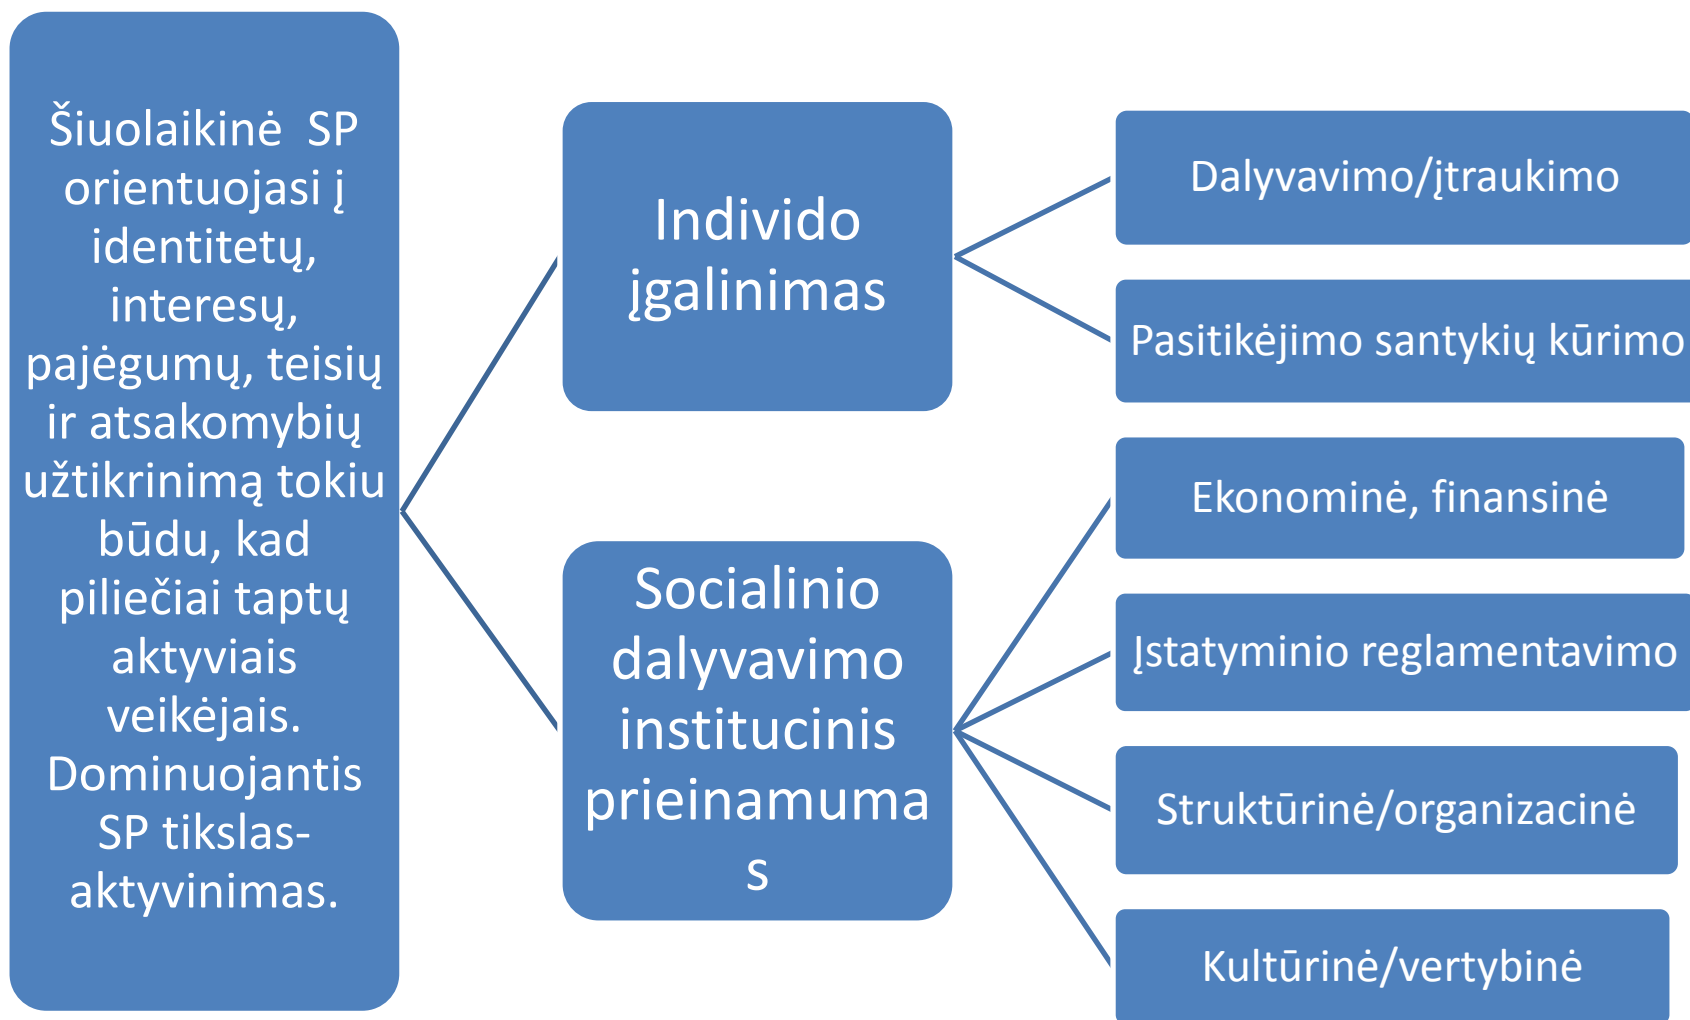 Šiuolaikinė SP
orientuojasi į
identitetų,
interesų,
pajėgumų, teisių
ir atsakomybių
užtikrinimą tokiu
būdu, kad
piliečiai taptų
aktyviais
veikėjais.
Dominuojantis
SP tikslas-
aktyvinimas.
Individo
įgalinimas
Dalyvavimo/įtraukimo
Pasitikėjimo santykių kūrimo
Socialinio
dalyvavimo
institucinis
prieinamuma
s
Ekonominė, finansinė
Įstatyminio reglamentavimo
Struktūrinė/organizacinė
Kultūrinė/vertybinė